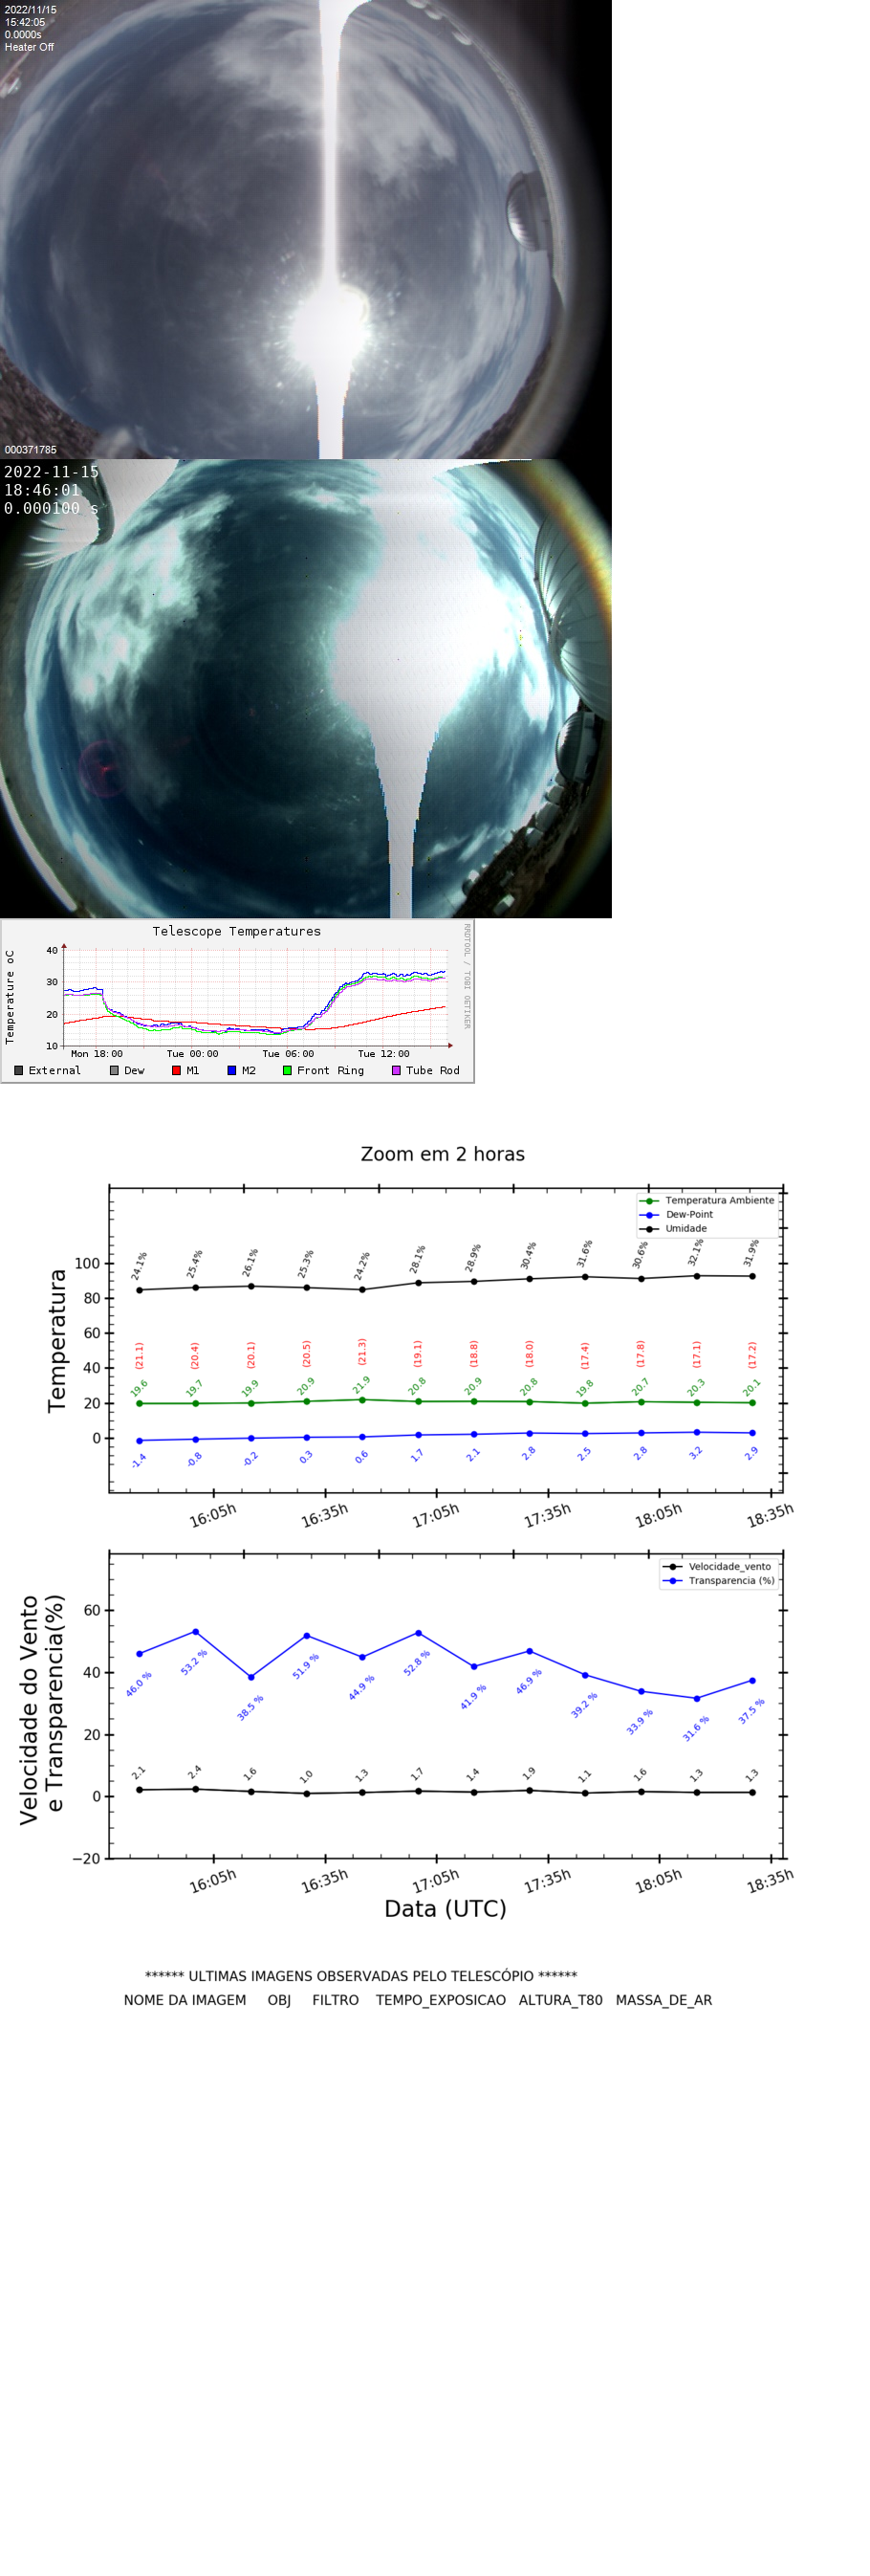 2022/11/15
15:42:05
0.0000s
Heater Off
000371785
2022-11-15
18:46:01
0.000100 s
Telescope Temperatures
RRDTOOL / TOBI OETIKER
Temperature oC
40
30
20
10
Mon 18:00 Tue 00:00 Tue 06:00 Tue 12:00
External Dew M1 M2 Front Ring Tube Rod
Zoom em 2 horas
Temperatura Ambiente
Dew-Point
Umidade
Temperatura
100
80
60
40
20
0
24.1% 25.4% 26.1% 25.3% 24.2% 28.1% 28.9% 30.4% 31.6% 30.6% 32.1% 31.9%
(21.1) (20.4) (20.1) (20.5) (21.3) (19.1) (18.8) (18.0) (17.4) (17.8) (17.1) (17.2)
19.6 19.7 19.9 20.9 21.9 20.8 20.9 20.8 19.8 20.7 20.3 20.1
-1.4 -0.8 -0.2 0.3 0.6 1.7 2.1 2.8 2.5 2.8 3.2 2.9
16:05h 16:35h 17:05h 17:35h 18:05h 18:35h
Velocidade_vento
Transparencia (%)
Velocidade do Vento
e Transparencia(%)
60
40
20
0
−20
46.0 % 53.2 % 38.5 % 51.9 % 44.9 % 52.8 % 41.9 % 46.9 % 39.2 % 33.9 % 31.6 % 37.5 %
2.1 2.4 1.6 1.0 1.3 1.7 1.4 1.9 1.1 1.6 1.3 1.3
16:05h 16:35h 17:05h 17:35h 18:05h 18:35h
Data (UTC)
****** ULTIMAS IMAGENS OBSERVADAS PELO TELESCÓPIO ******
NOME DA IMAGEM OBJ FILTRO TEMPO_EXPOSICAO ALTURA_T80 MASSA_DE_AR